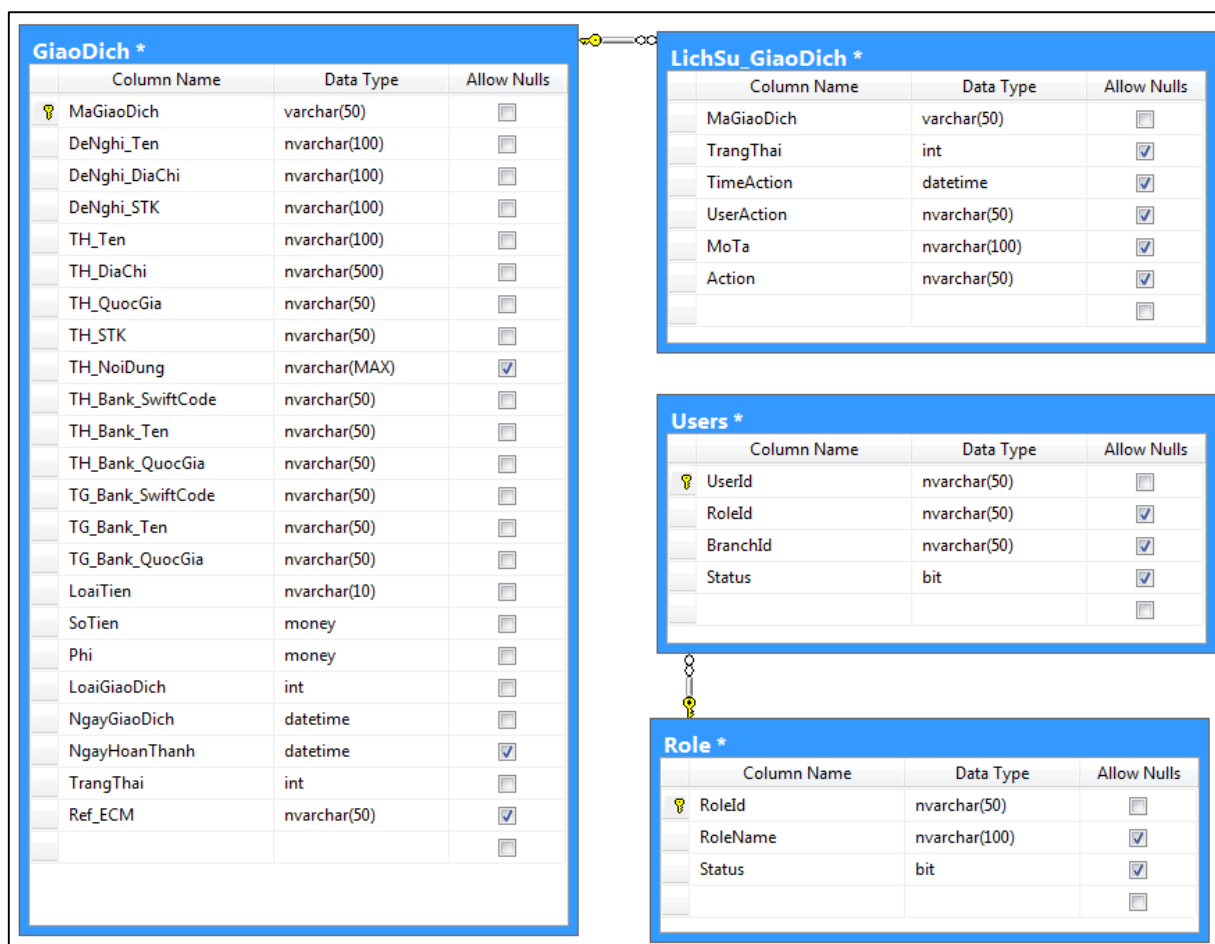 GiaoDich *
Column Name Data Type Allow Nulls
MaGiaoDich varchar(50)
DeNghi_Ten nvarchar(100)
DeNghi_DiaChi nvarchar(100)
DeNghi_STK nvarchar(100)
TH_Ten nvarchar(100)
TH_DiaChi nvarchar(500)
TH_QuocGia nvarchar(50)
TH_STK nvarchar(50)
TH_NoiDung nvarchar(MAX)
TH_Bank_SwiftCode nvarchar(50)
TH_Bank_Ten nvarchar(50)
TH_Bank_QuocGia nvarchar(50)
TG_Bank_SwiftCode nvarchar(50)
TG_Bank_Ten nvarchar(50)
TG_Bank_QuocGia nvarchar(50)
LoaiTien nvarchar(10)
SoTien money
Phi money
LoaiGiaoDich int
NgayGiaoDich datetime
NgayHoanThanh datetime
TrangThai int
Ref_ECM nvarchar(50)
LichSu_GiaoDich *
Column Name Data Type Allow Nulls
MaGiaoDich varchar(50)
TrangThai int
TimeAction datetime
UserAction nvarchar(50)
MoTa nvarchar(100)
Action nvarchar(50)
Users *
Column Name Data Type Allow Nulls
UserId nvarchar(50)
RoleId nvarchar(50)
BranchId nvarchar(50)
Status bit
Role *
Column Name Data Type Allow Nulls
RoleId nvarchar(50)
RoleName nvarchar(100)
Status bit